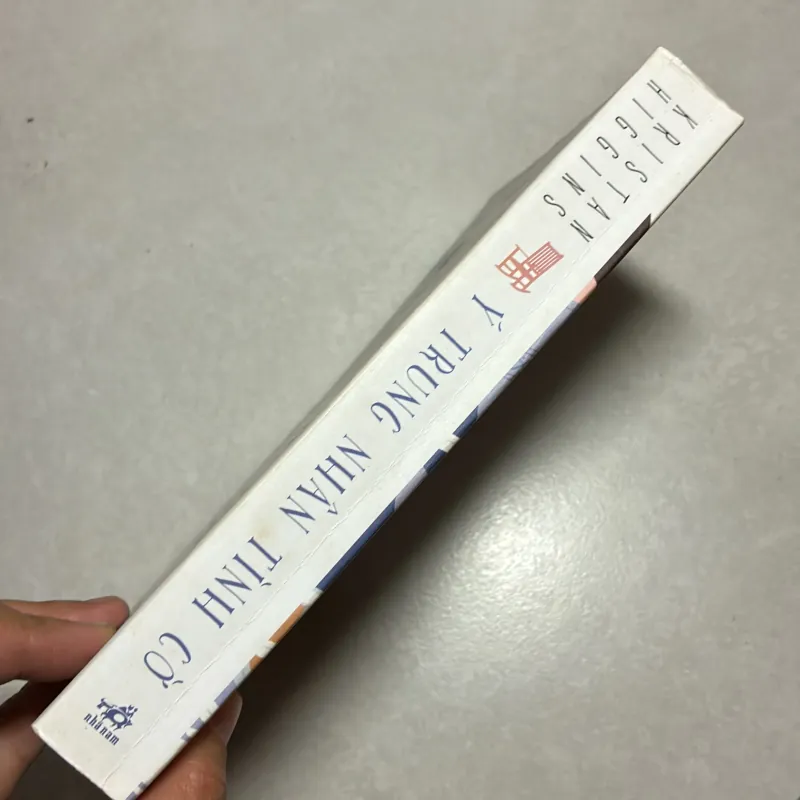 KRISTAN
HIGGINS
Ý TRUNG NHÂN TÌNH CỜ
nhã nam